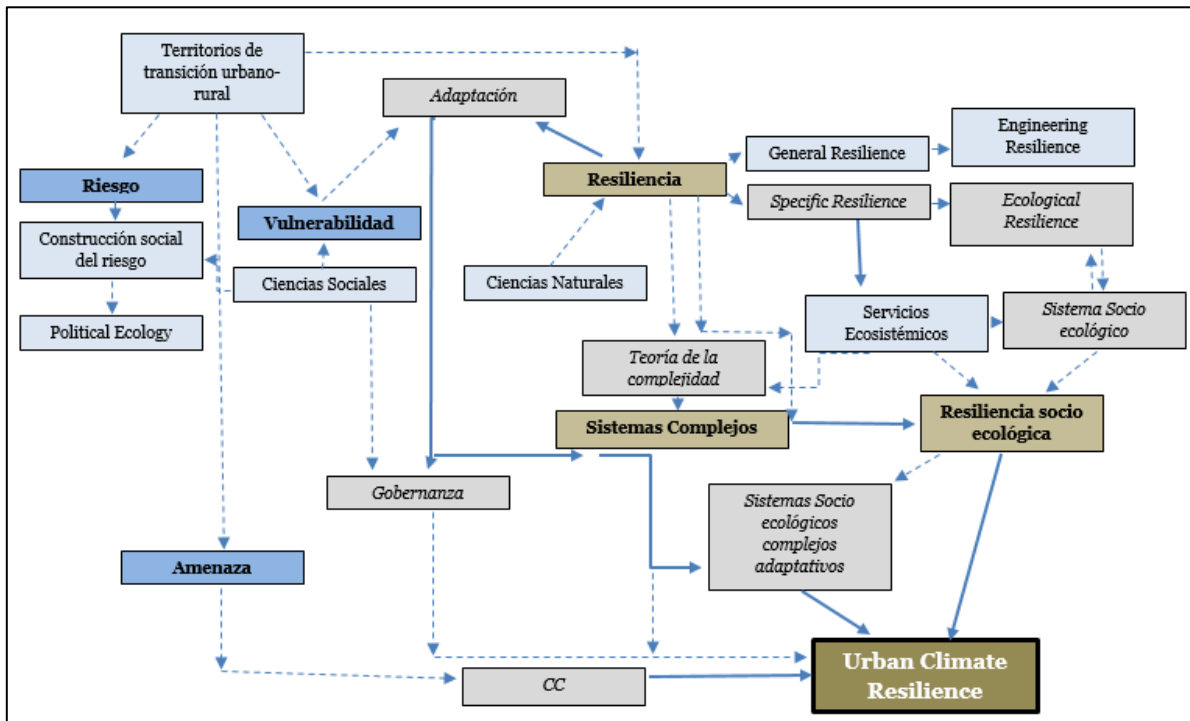 Territorios de
transición urbano-
rural
Adaptación
Engineering
Resilience
General Resilience
Riesgo
Resiliencia
Specific Resilience
Ecological
Resilience
Vulnerabilidad
Construcción social
del riesgo
Ciencias Sociales
Ciencias Naturales
Political Ecology
Servicios
Ecosistémicos
Sistema Socio
ecológico
Teoría de la
complejidad
Sistemas Complejos
Resiliencia socio
ecológica
Gobernanza
Sistemas Socio
ecológicos
complejos
adaptativos
Amenaza
CC
Urban Climate
Resilience